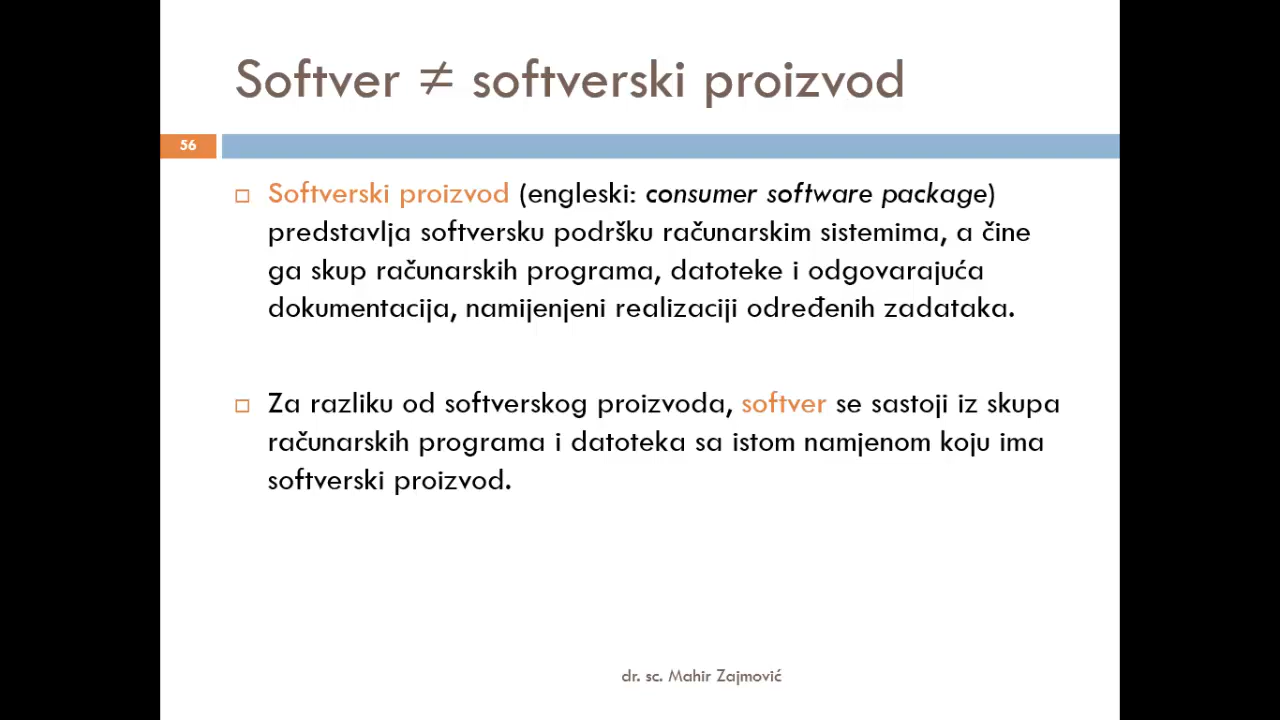 Softver ≠ softverski proizvod
56
Softverski proizvod (engleski: consumer software package)
predstavlja softversku podršku računarskim sistemima, a čine
ga skup računarskih programa, datoteke i odgovarajuća
dokumentacija, namijenjeni realizaciji određenih zadataka.
Za razliku od softverskog proizvoda, softver se sastoji iz skupa
računarskih programa i datoteka sa istom namjenom koju ima
softverski proizvod.
dr. sc. Mahir Zajmović